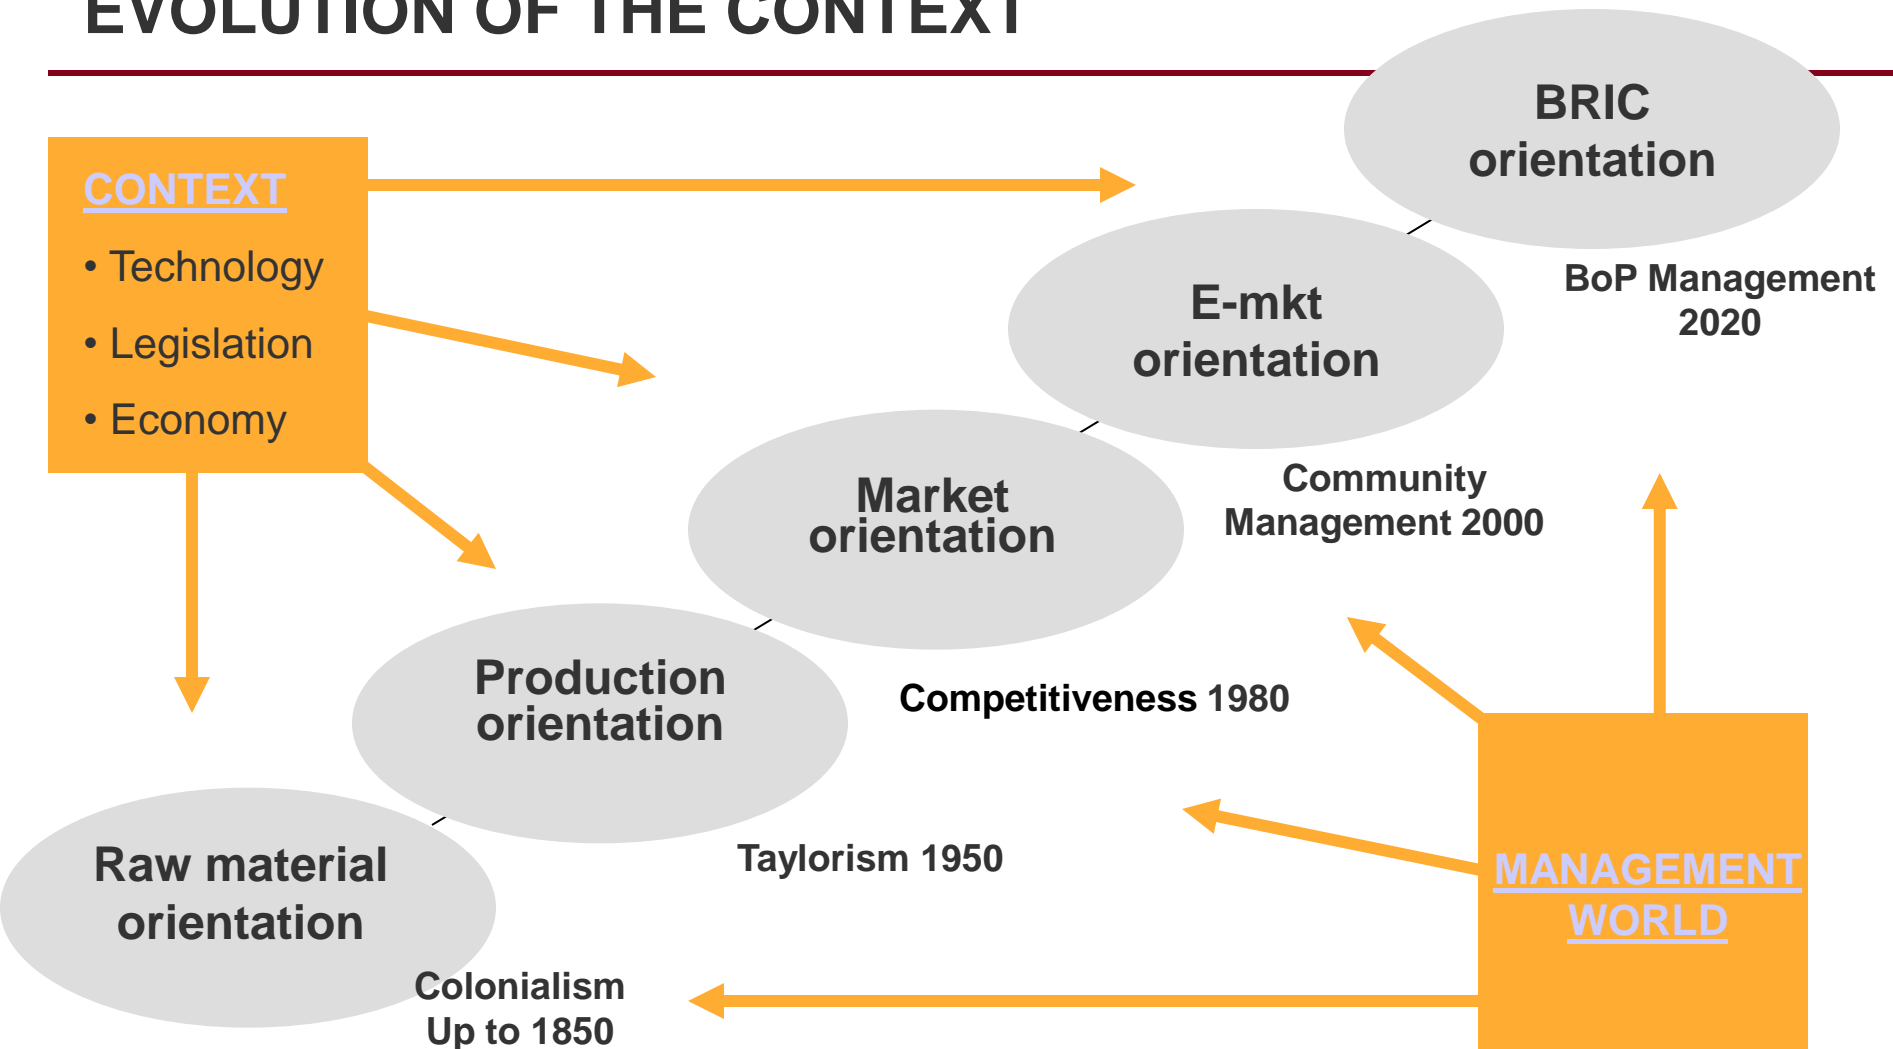 EVOLUTION OF THE CONTEXT
BRIC
orientation
CONTEXT
• Technology
• Legislation
• Economy
E-mkt
orientation
BoP Management
2020
Market
orientation
Community
Management 2000
Production
orientation
Competitiveness 1980
Taylorism 1950
MANAGEMENT
WORLD
Raw material
orientation
Colonialism
Up to 1850